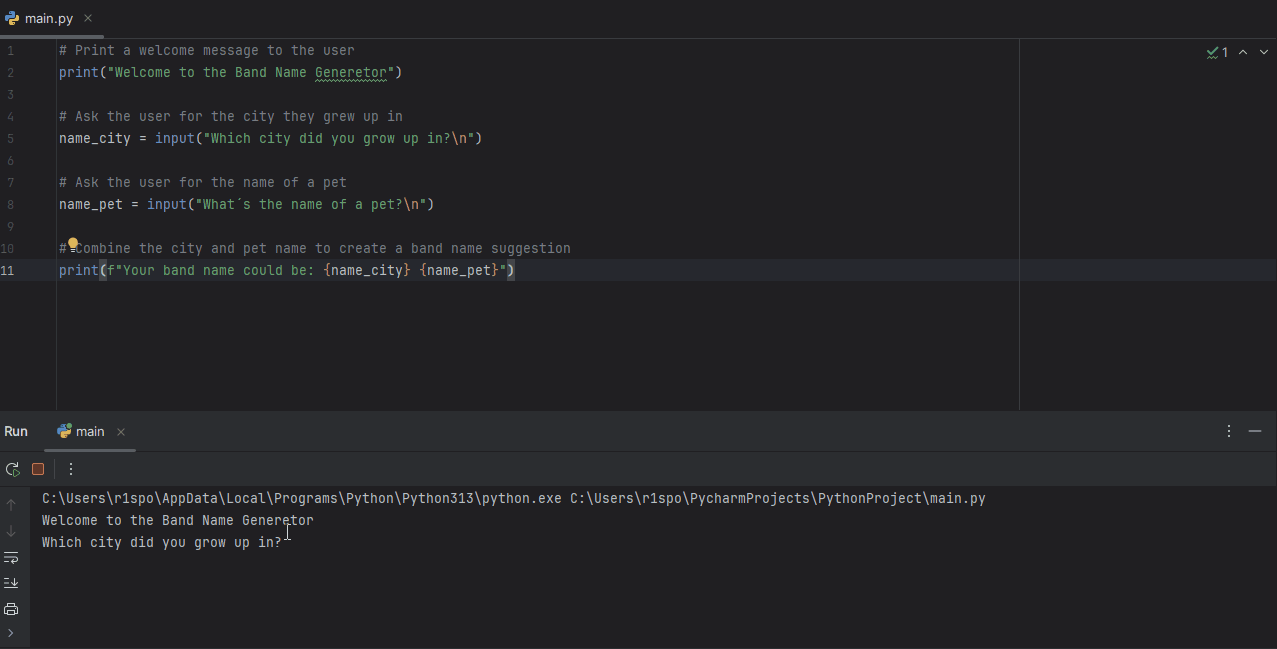 main.py
1 # Print a welcome message to the user
2 print("Welcome to the Band Name Generetor")
3
4 # Ask the user for the city they grew up in
5 name_city = input("Which city did you grow up in?\n")
6
7 # Ask the user for the name of a pet
8 name_pet = input("What´s the name of a pet?\n")
9
10 # Combine the city and pet name to create a band name suggestion
11 print(f"Your band name could be: {name_city} {name_pet}")
1
Run main
C:\Users\r1spo\AppData\Local\Programs\Python\Python313\python.exe C:\Users\r1spo\PycharmProjects\PythonProject\main.py
Welcome to the Band Name Generetor
Which city did you grow up in?